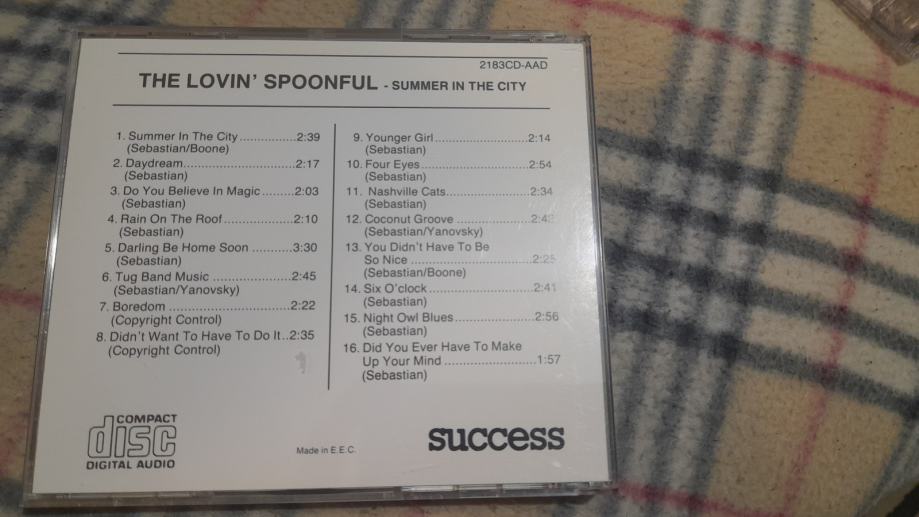 2183CD-AAD
THE LOVIN' SPOONFUL - SUMMER IN THE CITY
1. Summer In The City ..............2:39
(Sebastian/Boone)
2. Daydream..........................2:17
(Sebastian)
3. Do You Believe In Magic .......2:03
(Sebastian)
4. Rain On The Roof................2:10
(Sebastian)
5. Darling Be Home Soon .........3:30
(Sebastian)
6. Tug Band Music .................2:45
(Sebastian/Yanovsky)
7. Boredom ..........................2:22
(Copyright Control)
8. Didn't Want To Have To Do It..2:35
(Copyright Control)
9. Younger Girl......................2:14
(Sebastian)
10. Four Eyes........................2:54
(Sebastian)
11. Nashville Cats...................2:34
(Sebastian)
12. Coconut Groove
(Sebastian/Yanovsky)
13. You Didn't Have To Be
So Nice ...........................2:25
(Sebastian/Boone)
14. Six O'clock.......................2:41
(Sebastian)
15. Night Owl Blues.................2:56
(Sebastian)
16. Did You Ever Have To Make
Up Your Mind ....................1:57
(Sebastian)
COMPACT
disc
DIGITAL AUDIO
Made in E.E.C.
success